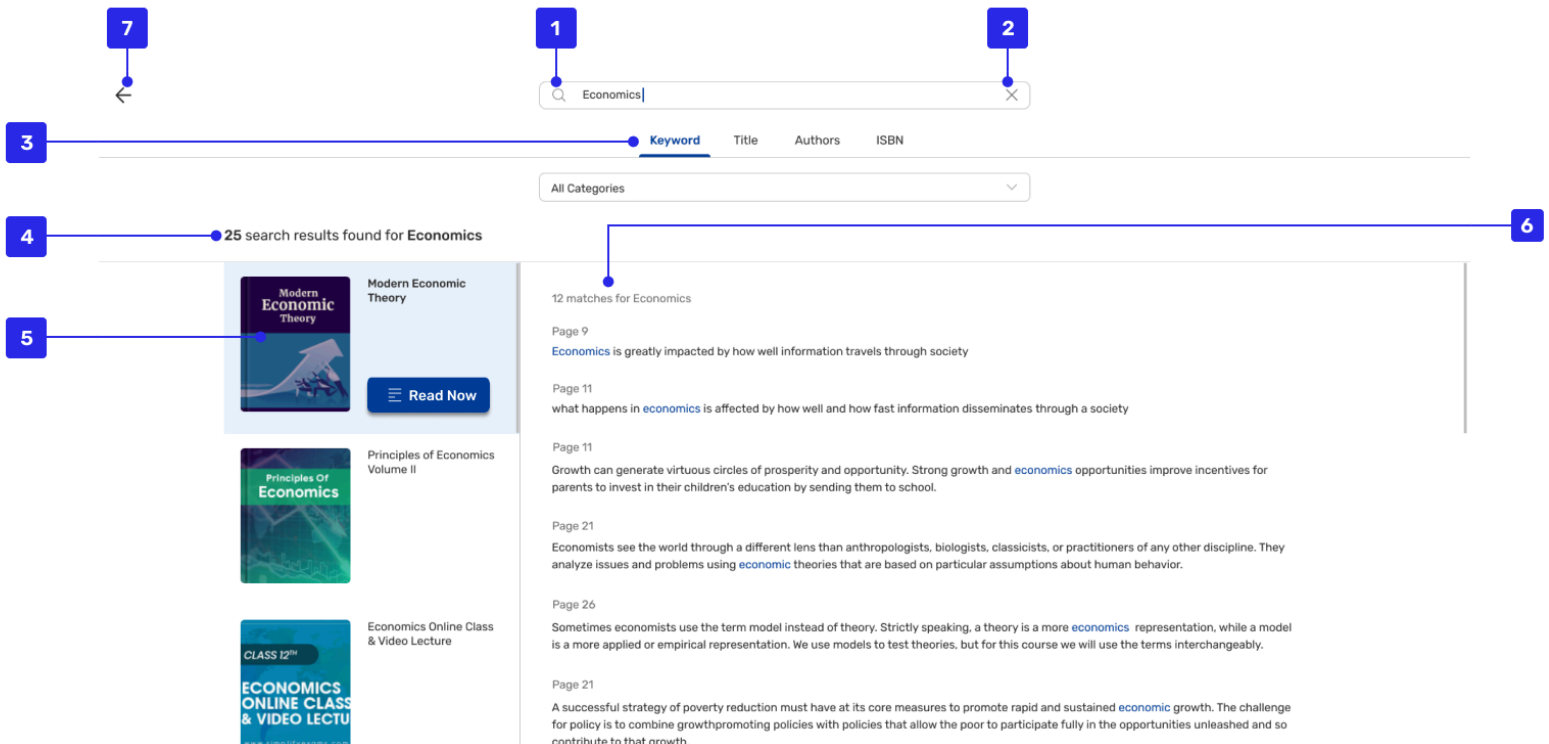 7
1
2
Economics
3
Keyword Title Authors ISBN
All Categories
4
25 search results found for Economics
6
5
Modern
Economic
Theory
Modern Economic
Theory
Read Now
Principles Of
Economics
Principles of Economics
Volume II
CLASS 12TH
ECONOMICS
ONLINE CLASS
& VIDEO LECTU
Economics Online Class
& Video Lecture
12 matches for Economics
Page 9
Economics is greatly impacted by how well information travels through society
Page 11
what happens in economics is affected by how well and how fast information disseminates through a society
Page 11
Growth can generate virtuous circles of prosperity and opportunity. Strong growth and economics opportunities improve incentives for
parents to invest in their children's education by sending them to school.
Page 21
Economists see the world through a different lens than anthropologists, biologists, classicists, or practitioners of any other discipline. They
analyze issues and problems using economic theories that are based on particular assumptions about human behavior.
Page 26
Sometimes economists use the term model instead of theory. Strictly speaking, a theory is a more economics representation, while a model
is a more applied or empirical representation. We use models to test theories, but for this course we will use the terms interchangeably.
Page 21
A successful strategy of poverty reduction must have at its core measures to promote rapid and sustained economic growth. The challenge
for policy is to combine growthpromoting policies with policies that allow the poor to participate fully in the opportunities unleashed and so
contribute to that growth